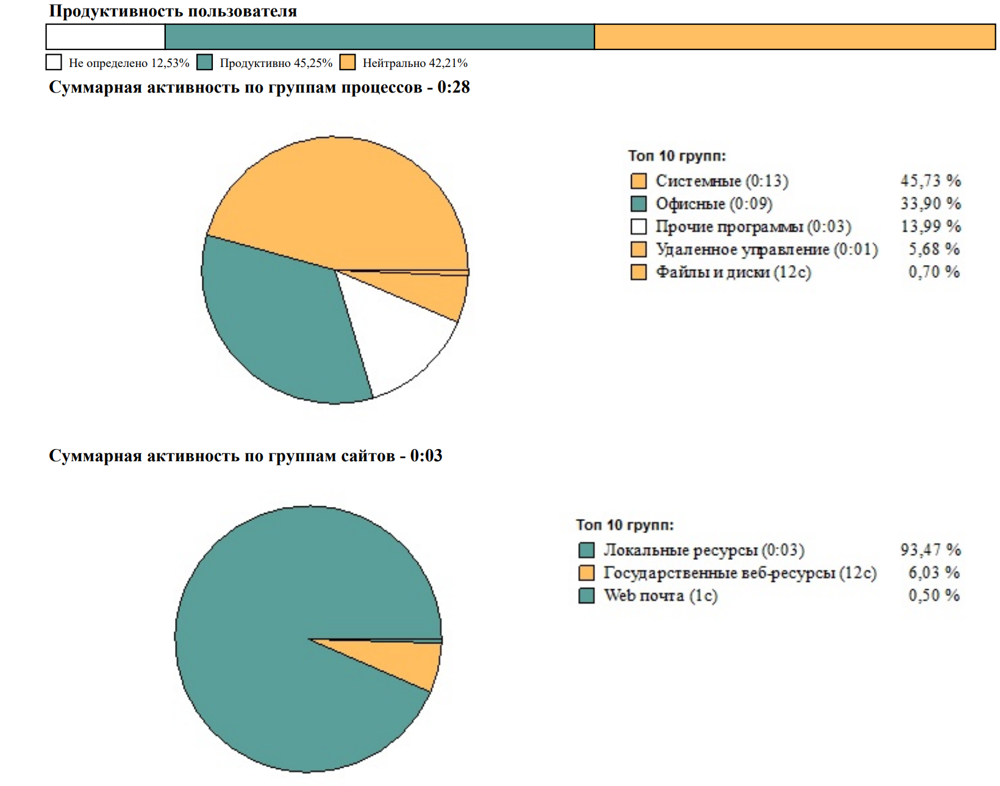 Продуктивность пользователя
Не определено 12,53% Продуктивно 45,25% Нейтрально 42,21%
Суммарная активность по группам процессов - 0:28
Топ 10 групп:
Системные (0:13) 45,73 %
Офисные (0:09) 33,90 %
Прочие программы (0:03) 13,99 %
Удаленное управление (0:01) 5,68 %
Файлы и диски (12с) 0,70 %
Суммарная активность по группам сайтов - 0:03
Топ 10 групп:
Локальные ресурсы (0:03) 93,47 %
Государственные веб-ресурсы (12с) 6,03 %
Web почта (1с) 0,50 %